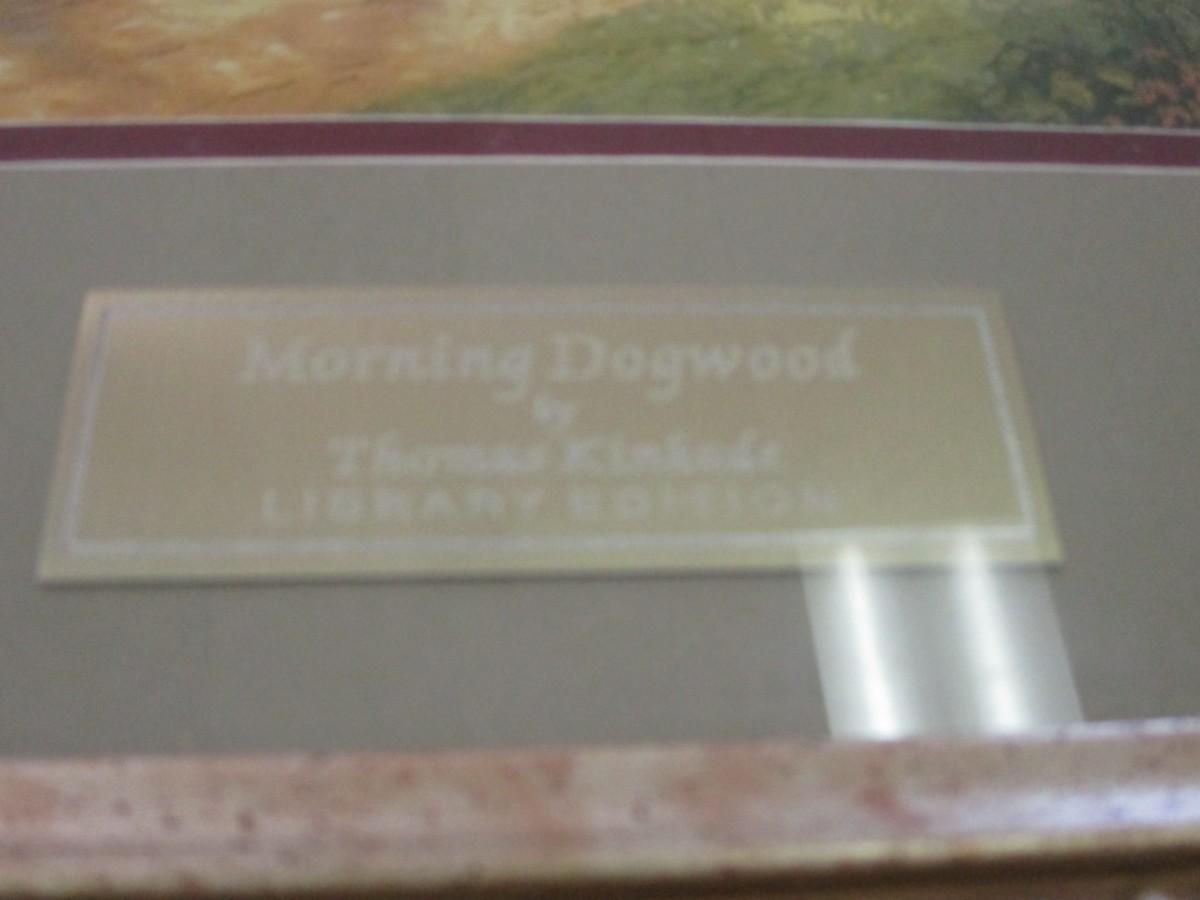 Morning Dogwood
by
Thomas Kinkade
LIBRARY EDITION